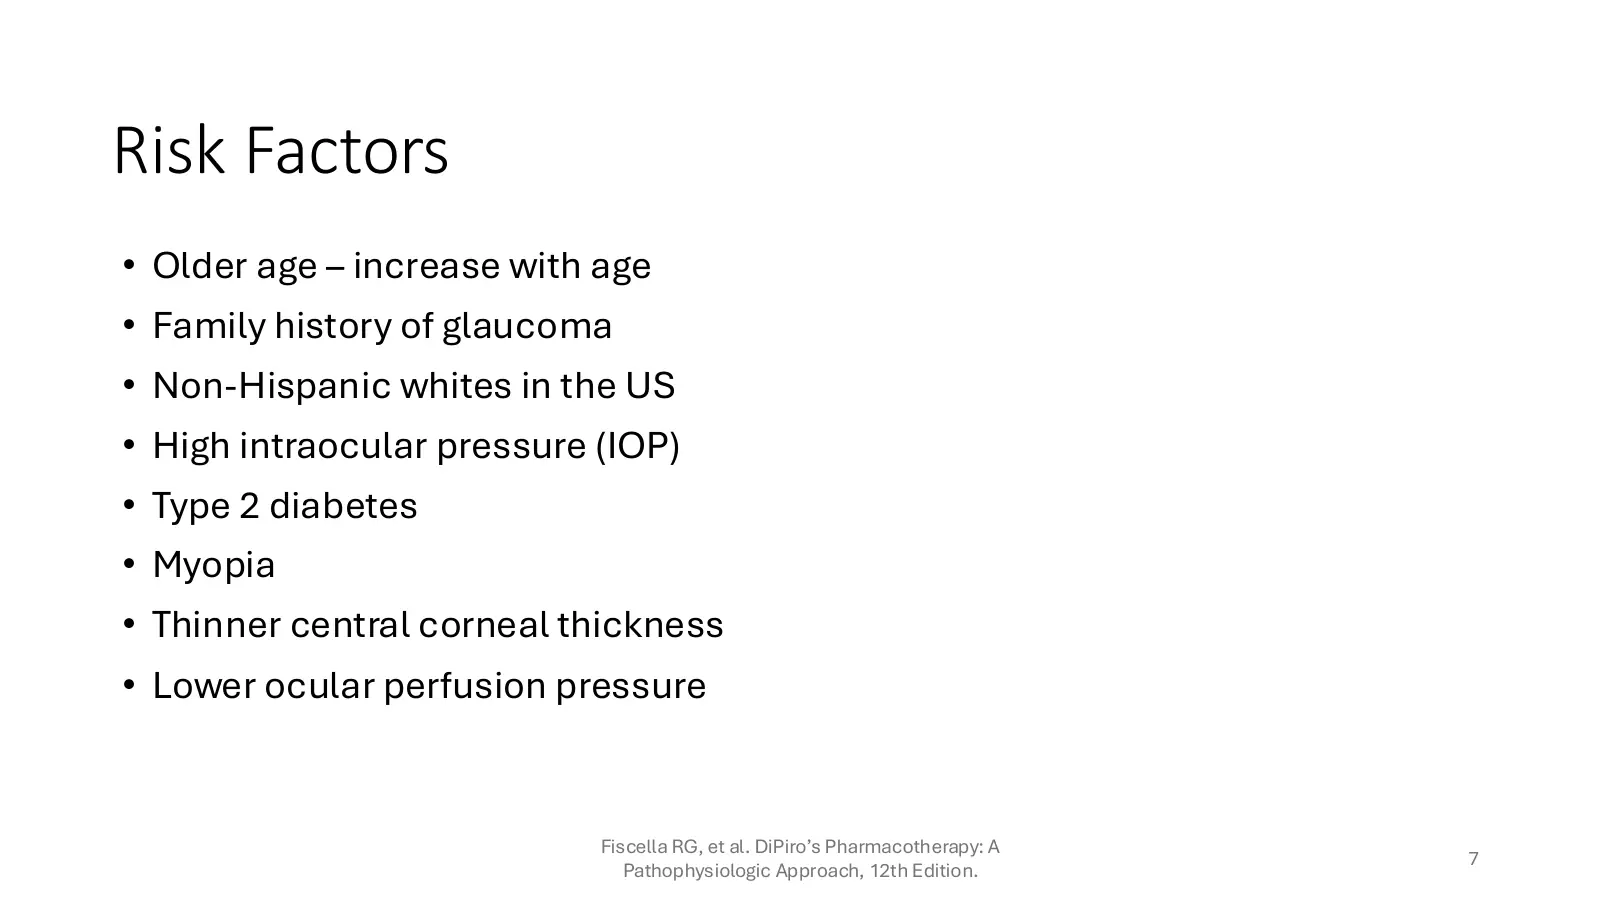 Risk Factors
• Older age – increase with age
• Family history of glaucoma
• Non-Hispanic whites in the US
• High intraocular pressure (IOP)
• Type 2 diabetes
• Myopia
• Thinner central corneal thickness
• Lower ocular perfusion pressure
Fiscella RG, et al. DiPiro’s Pharmacotherapy: A
Pathophysiologic Approach, 12th Edition.
7